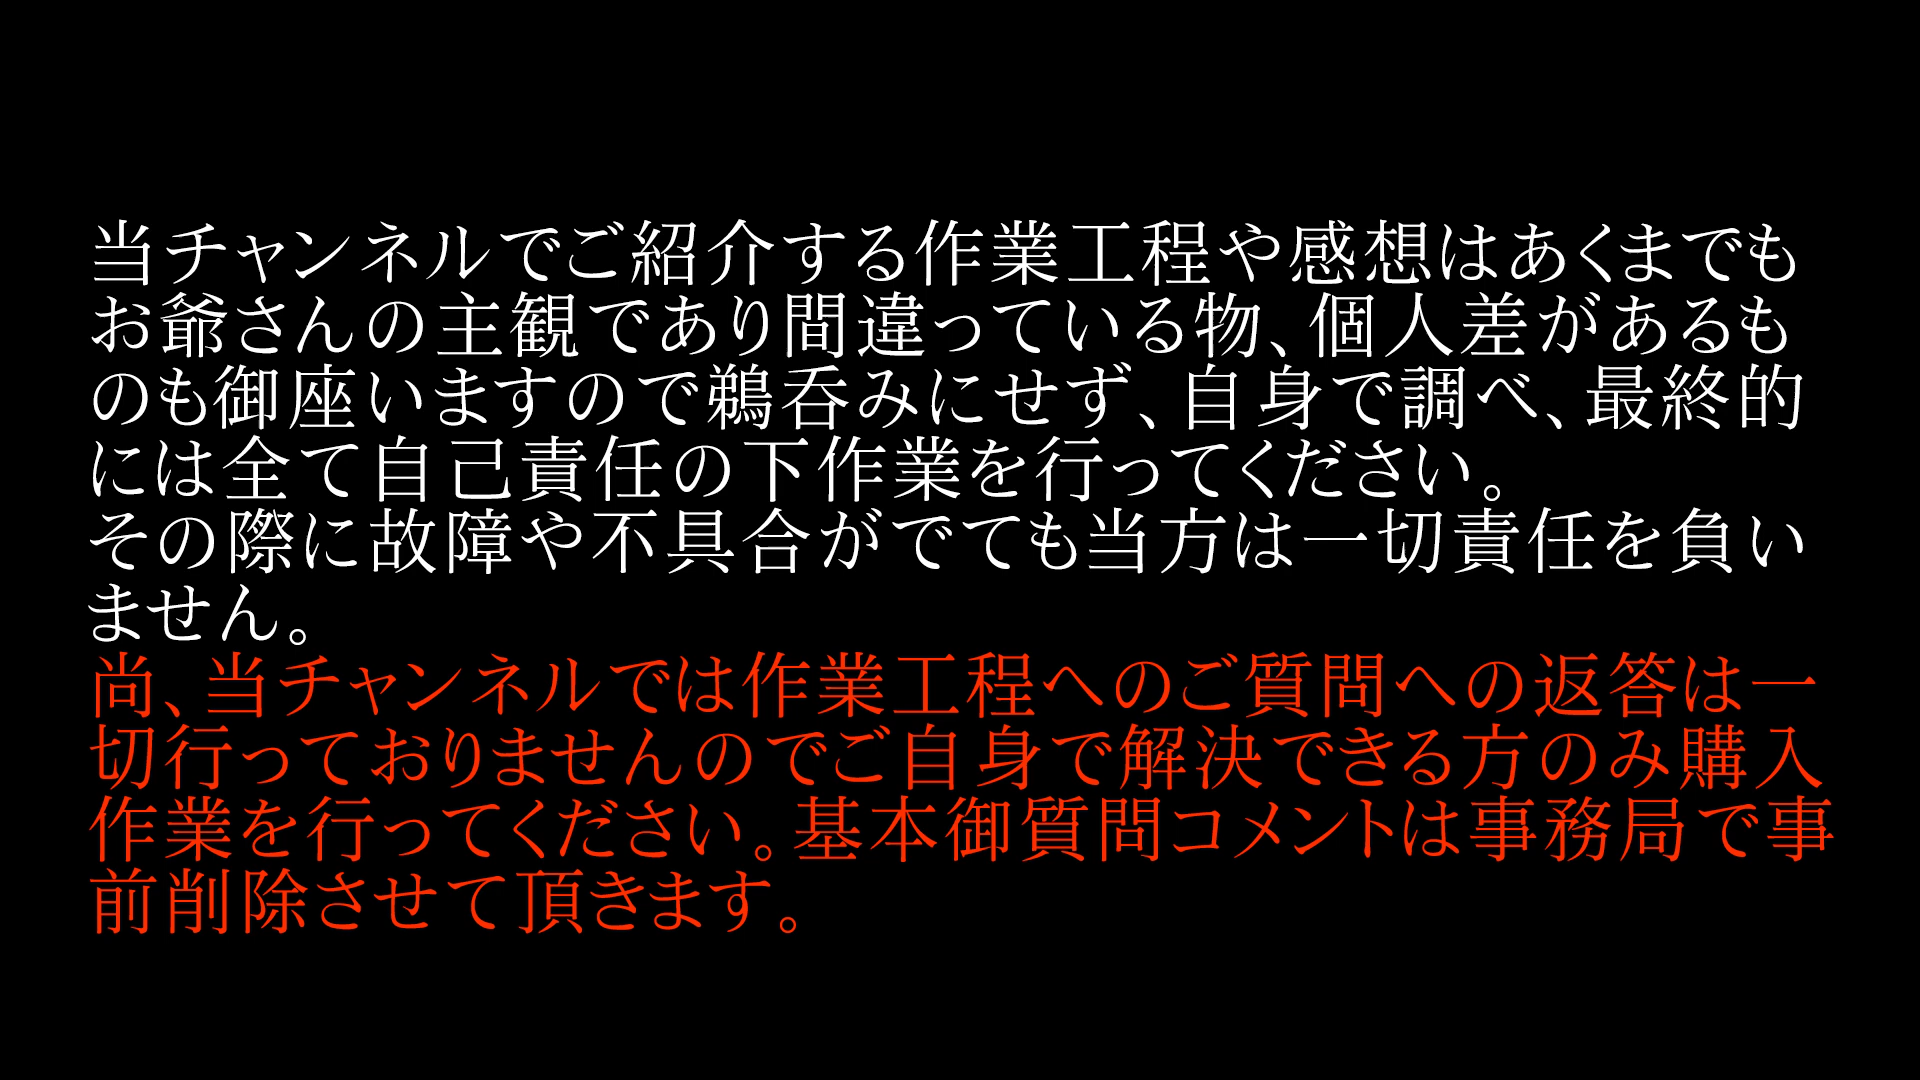 当チャンネルでご紹介する作業工程や感想はあくまでも
お爺さんの主観であり間違っている物、個人差があるも
のも御座いますので鵜呑みにせず、自身で調べ、最終的
には全て自己責任の下作業を行ってください。
その際に故障や不具合がでても当方は一切責任を負い
ません。
尚、当チャンネルでは作業工程へのご質問への返答は一
切行っておりませんのでご自身で解決できる方のみ購入
作業を行ってください。基本御質問コメントは事務局で事
前削除させて頂きます。